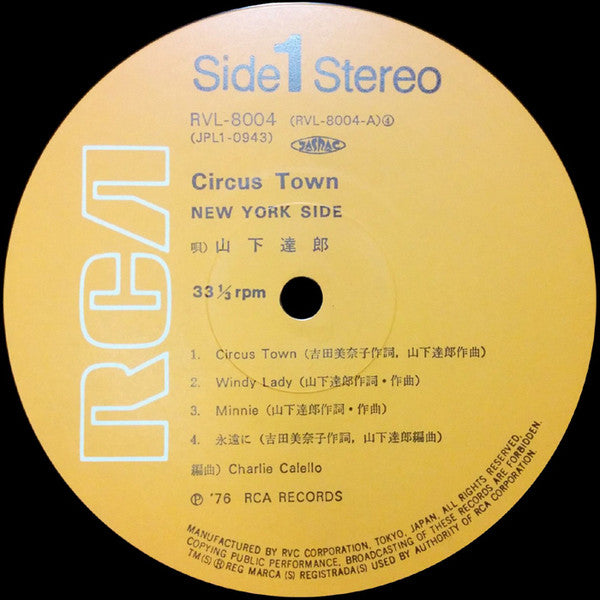 Side 1 Stereo
RVL-8004 (RVL-8004-A)④
(JPL1-0943) JASRAC
Circus Town
NEW YORK SIDE
唄) 山下達郎
33 1/3 rpm
RCA
1. Circus Town (吉田美奈子作詞, 山下達郎作曲)
2. Windy Lady (山下達郎作詞・作曲)
3. Minnie (山下達郎作詞・作曲)
4. 永遠に (吉田美奈子作詞, 山下達郎編曲)
編曲) Charlie Calello
Ⓟ '76 RCA RECORDS
MANUFACTURED BY RVC CORPORATION, TOKYO, JAPAN, ALL RIGHTS RESERVED,
COPYING PUBLIC PERFORMANCE, BROADCASTING OF THESE RECORDS ARE FORBIDDEN.
TM(S)®REG MARCA (S) REGISTRADA(S) USED BY AUTHORITY OF RCA CORPORATION.